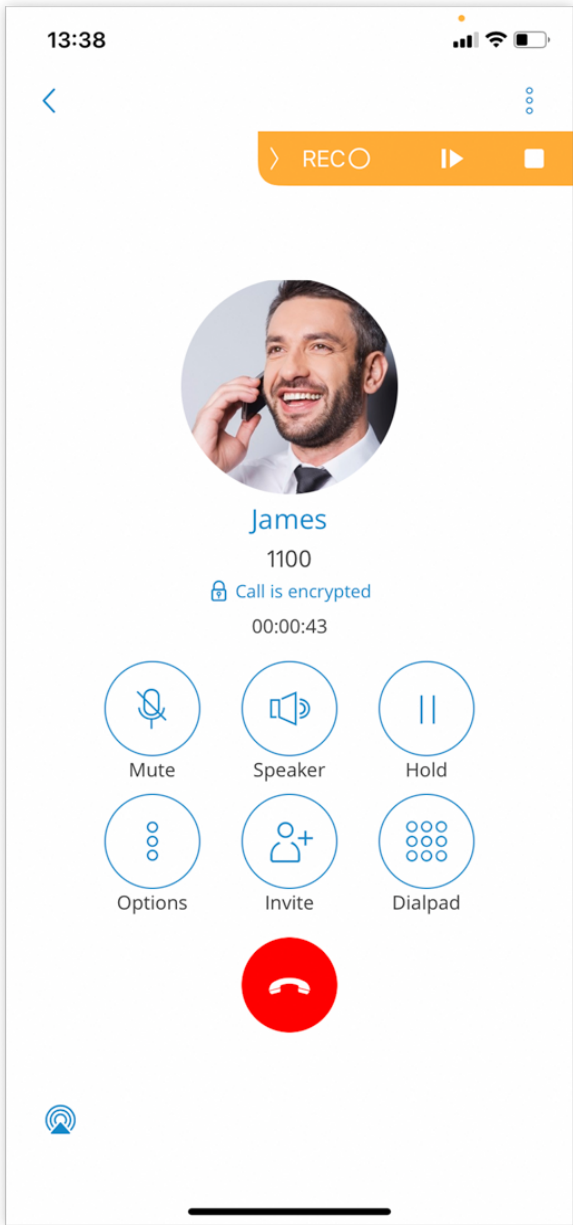 13:38
REC
James
1100
Call is encrypted
00:00:43
Mute Speaker Hold
Options Invite Dialpad